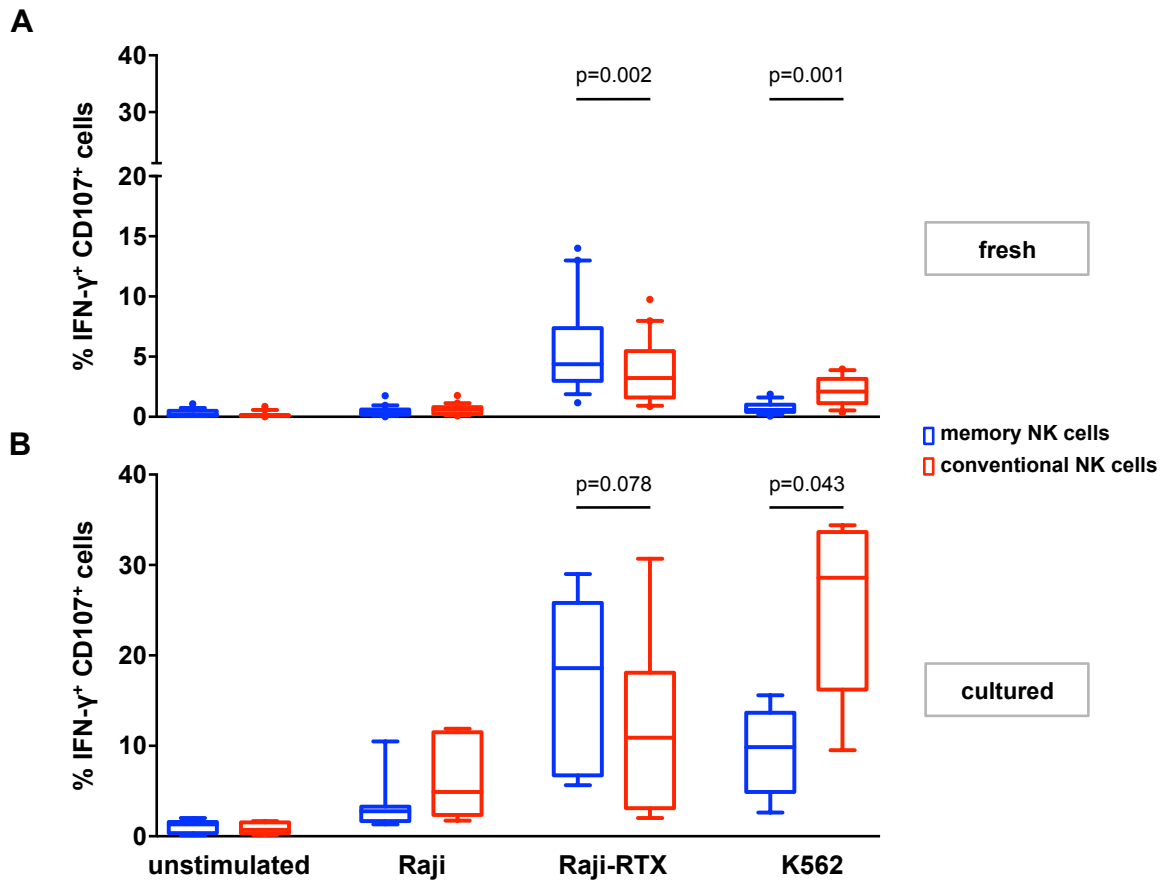 A
40
30
20
15
10
5
0
% IFN-γ⁺ CD107⁺ cells
p=0.002
p=0.001
fresh
memory NK cells
conventional NK cells
B
40
30
20
10
0
% IFN-γ⁺ CD107⁺ cells
p=0.078
p=0.043
cultured
unstimulated Raji Raji-RTX K562